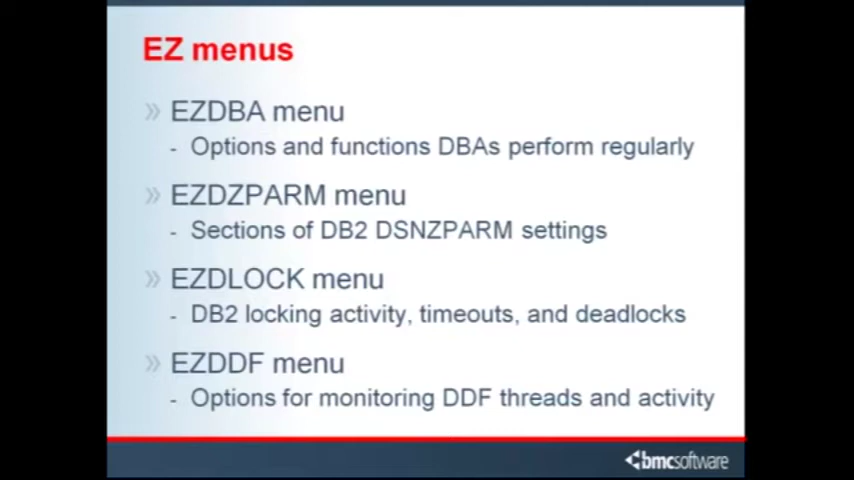 EZ menus
» EZDBA menu
- Options and functions DBAs perform regularly
» EZDZPARM menu
- Sections of DB2 DSNZPARM settings
» EZDLOCK menu
- DB2 locking activity, timeouts, and deadlocks
» EZDDF menu
- Options for monitoring DDF threads and activity
bmcsoftware